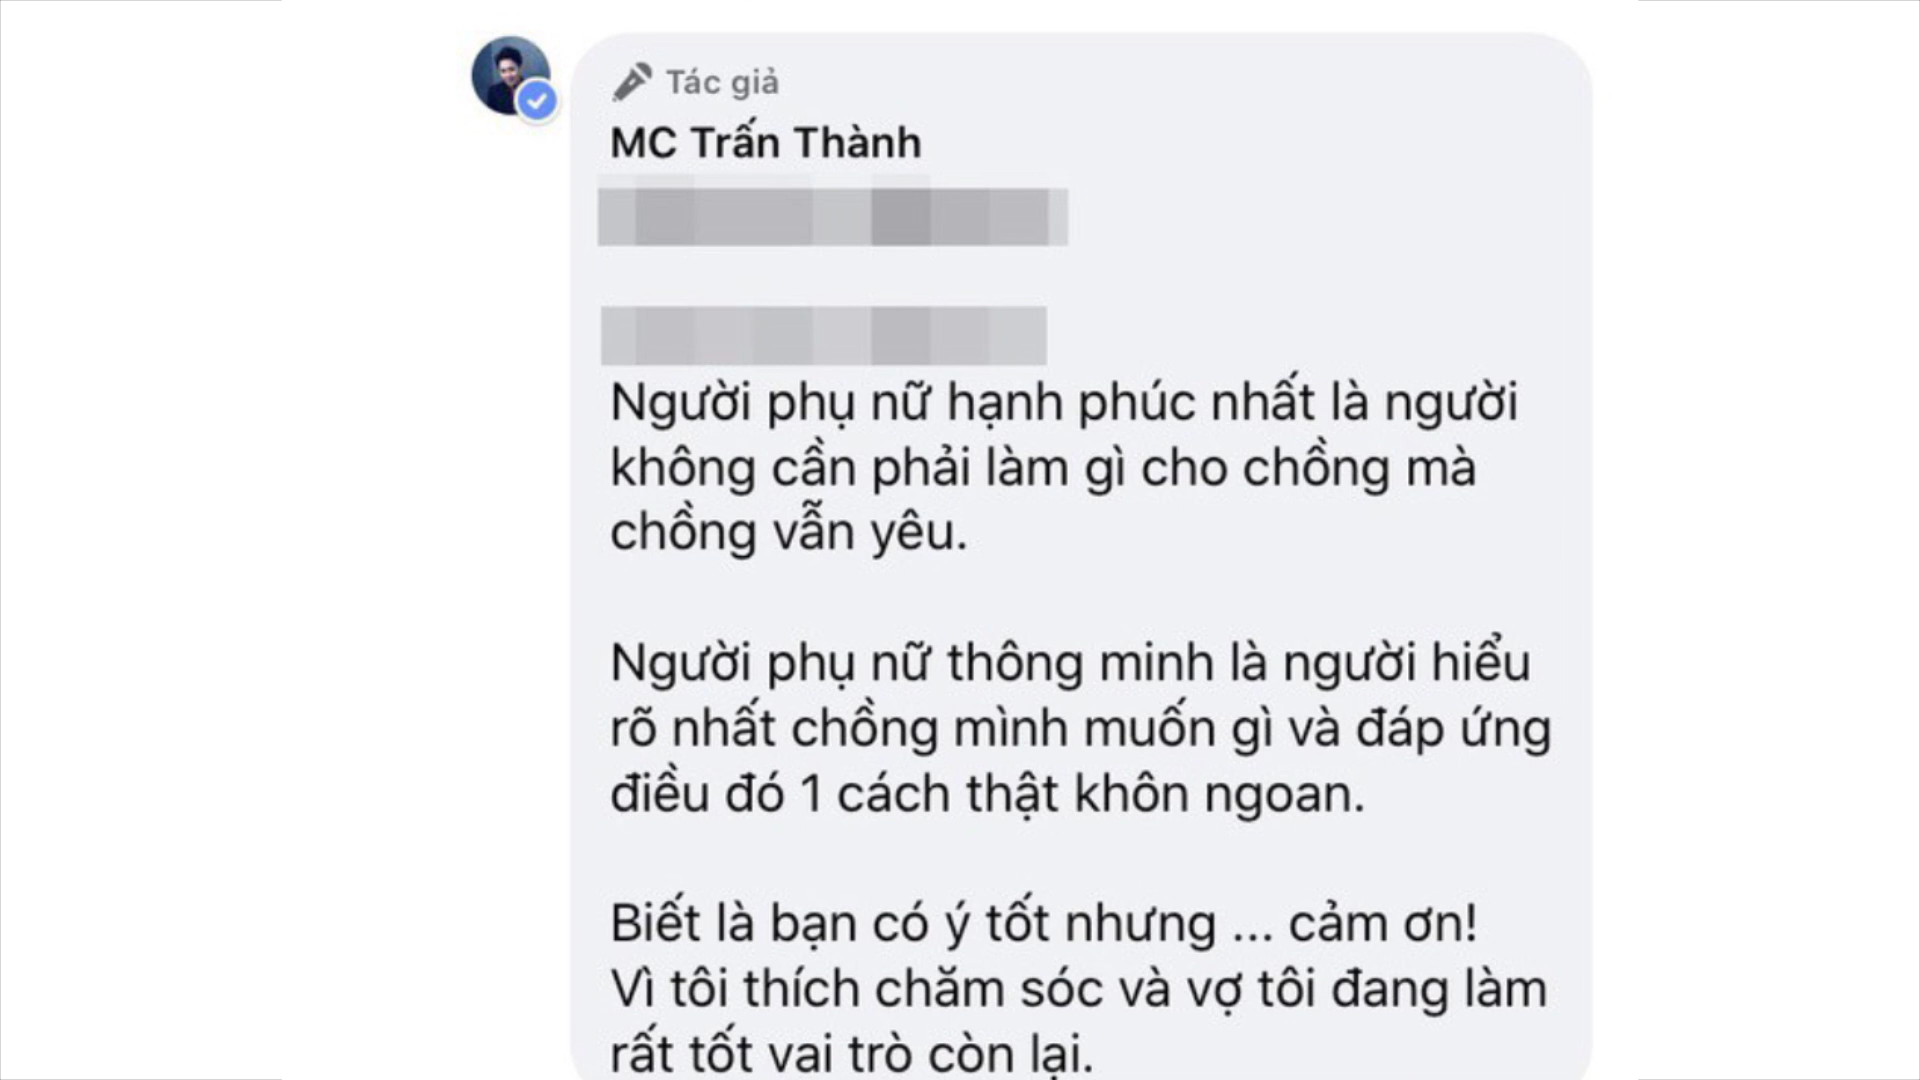 Tác giả
MC Trấn Thành
Người phụ nữ hạnh phúc nhất là người
không cần phải làm gì cho chồng mà
chồng vẫn yêu.
Người phụ nữ thông minh là người hiểu
rõ nhất chồng mình muốn gì và đáp ứng
điều đó 1 cách thật khôn ngoan.
Biết là bạn có ý tốt nhưng ... cảm ơn!
Vì tôi thích chăm sóc và vợ tôi đang làm
rất tốt vai trò còn lại.